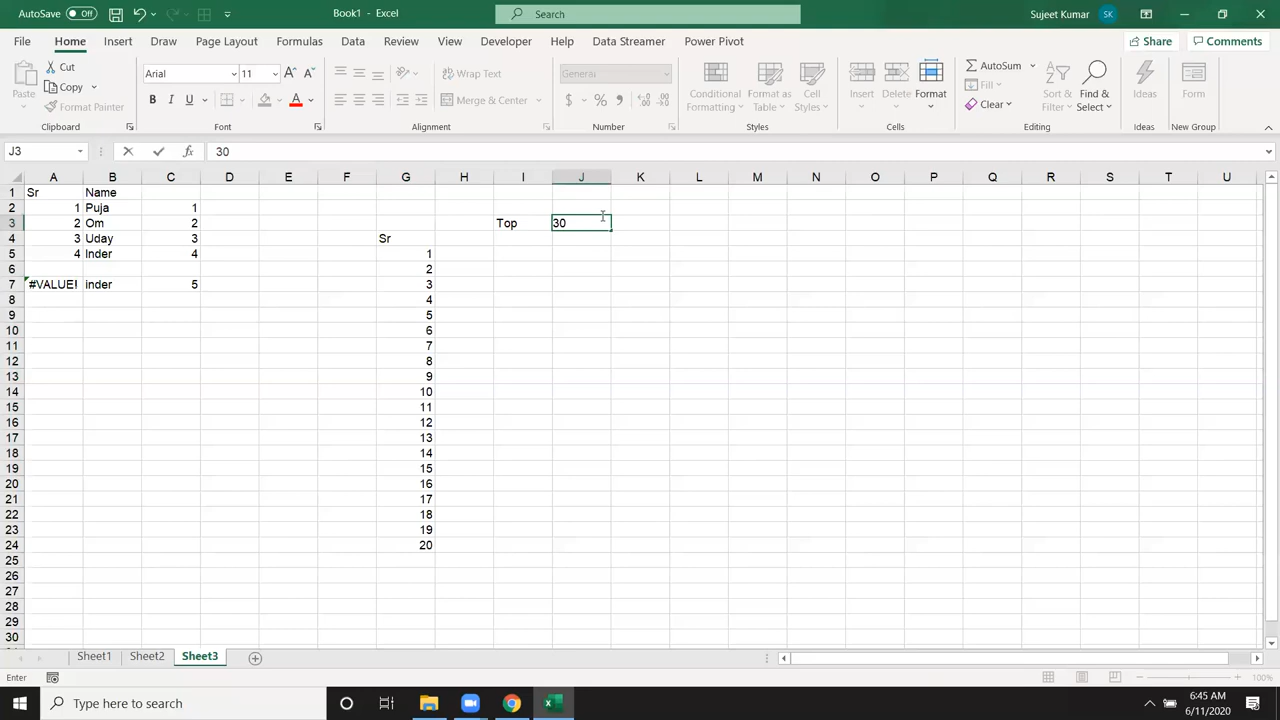 AutoSave Off Book1 - Excel Search Sujeet Kumar SK
File Home Insert Draw Page Layout Formulas Data Review View Developer Help Data Streamer Power Pivot Share Comments
Paste Cut Copy Format Painter Clipboard
Arial 11 B I U A Font
Wrap Text Merge & Center Alignment
General $ % , Number
Conditional Formatting Format as Table Cell Styles Styles
Insert Delete Format Cells
AutoSum Fill Clear Sort & Filter Find & Select Editing
Ideas Ideas
Form New Group
J3 fx 30
A B C D E F G H I J K L M N O P Q R S T U
1 Sr Name
2 1 Puja 1
3 2 Om 2 Top 30
4 3 Uday 3 Sr
5 4 Inder 4 1
6 2
7 #VALUE! inder 5 3
8 4
9 5
10 6
11 7
12 8
13 9
14 10
15 11
16 12
17 13
18 14
19 15
20 16
21 17
22 18
23 19
24 20
25
26
27
28
29
30
Sheet1 Sheet2 Sheet3
Enter 100%
Type here to search 6:45 AM
6/11/2020